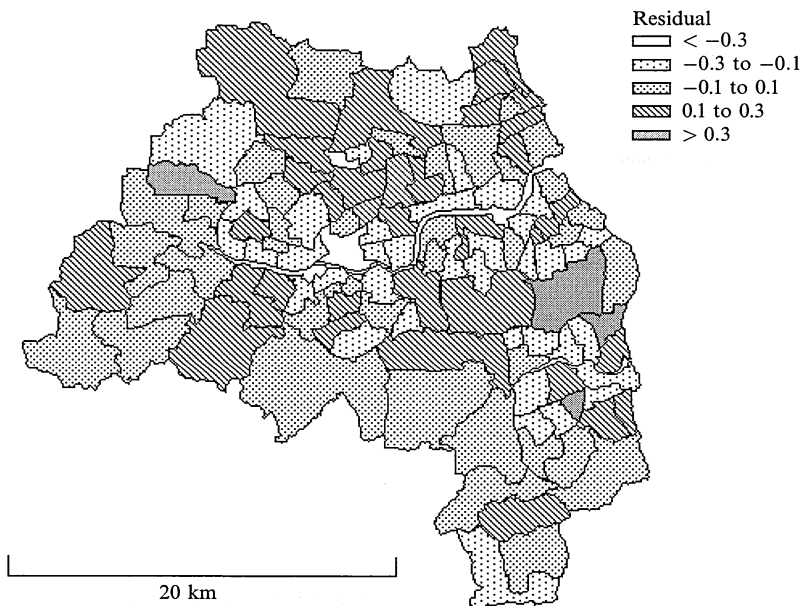 Residual
< −0.3
−0.3 to −0.1
−0.1 to 0.1
0.1 to 0.3
> 0.3
20 km